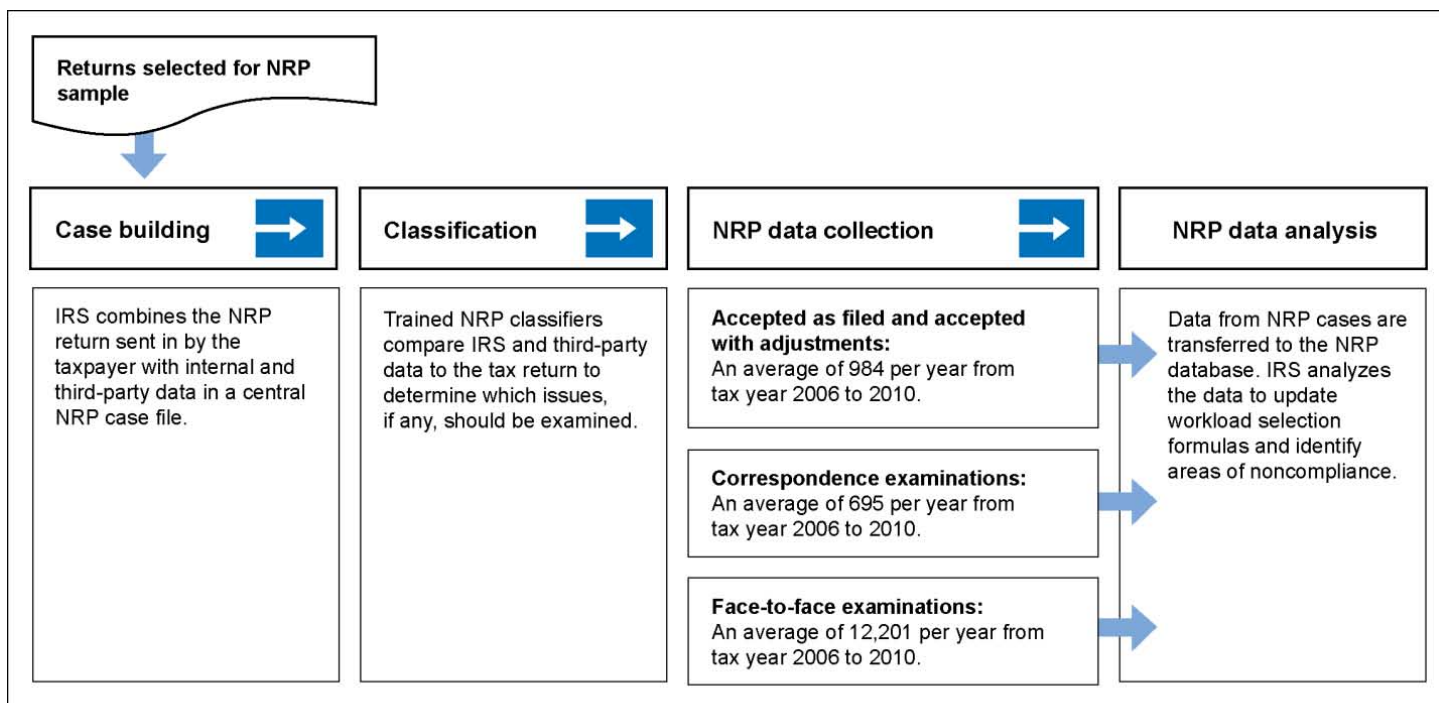 Returns selected for NRP
sample
Case building
IRS combines the NRP
return sent in by the
taxpayer with internal and
third-party data in a central
NRP case file.
Classification
Trained NRP classifiers
compare IRS and third-party
data to the tax return to
determine which issues,
if any, should be examined.
NRP data collection
Accepted as filed and accepted
with adjustments:
An average of 984 per year from
tax year 2006 to 2010.
Correspondence examinations:
An average of 695 per year from
tax year 2006 to 2010.
Face-to-face examinations:
An average of 12,201 per year from
tax year 2006 to 2010.
NRP data analysis
Data from NRP cases are
transferred to the NRP
database. IRS analyzes
the data to update
workload selection
formulas and identify
areas of noncompliance.